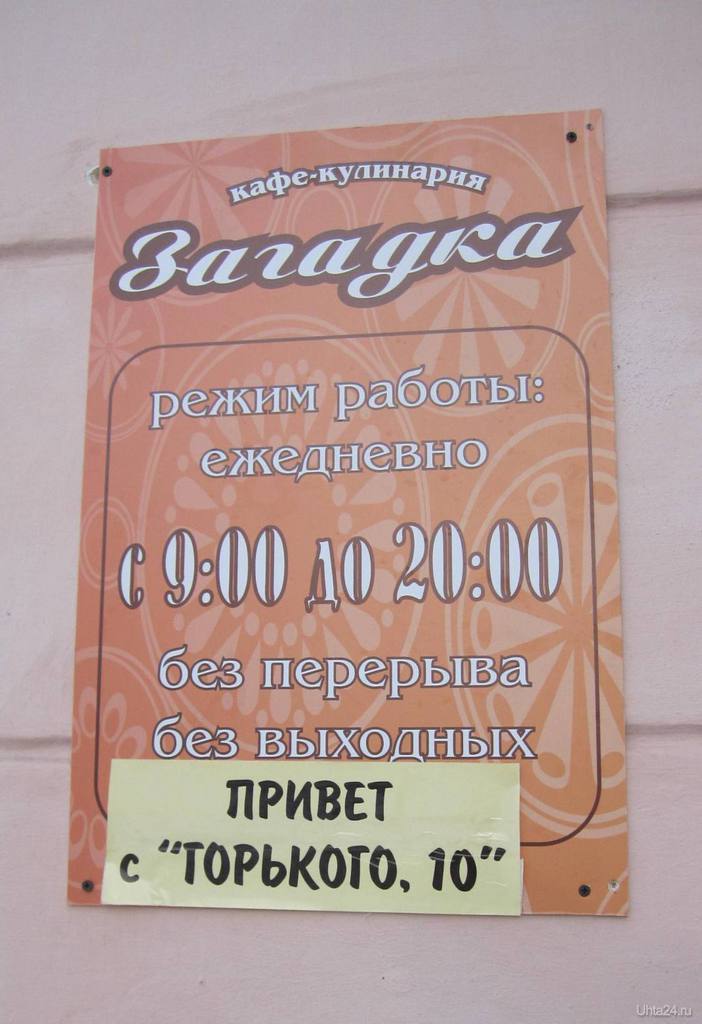 кафе-кулинария
Загадка
режим работы:
ежедневно
с 9:00 до 20:00
без перерыва
без выходных
ПРИВЕТ
с "ГОРЬКОГО, 10"
Uhta24.ru